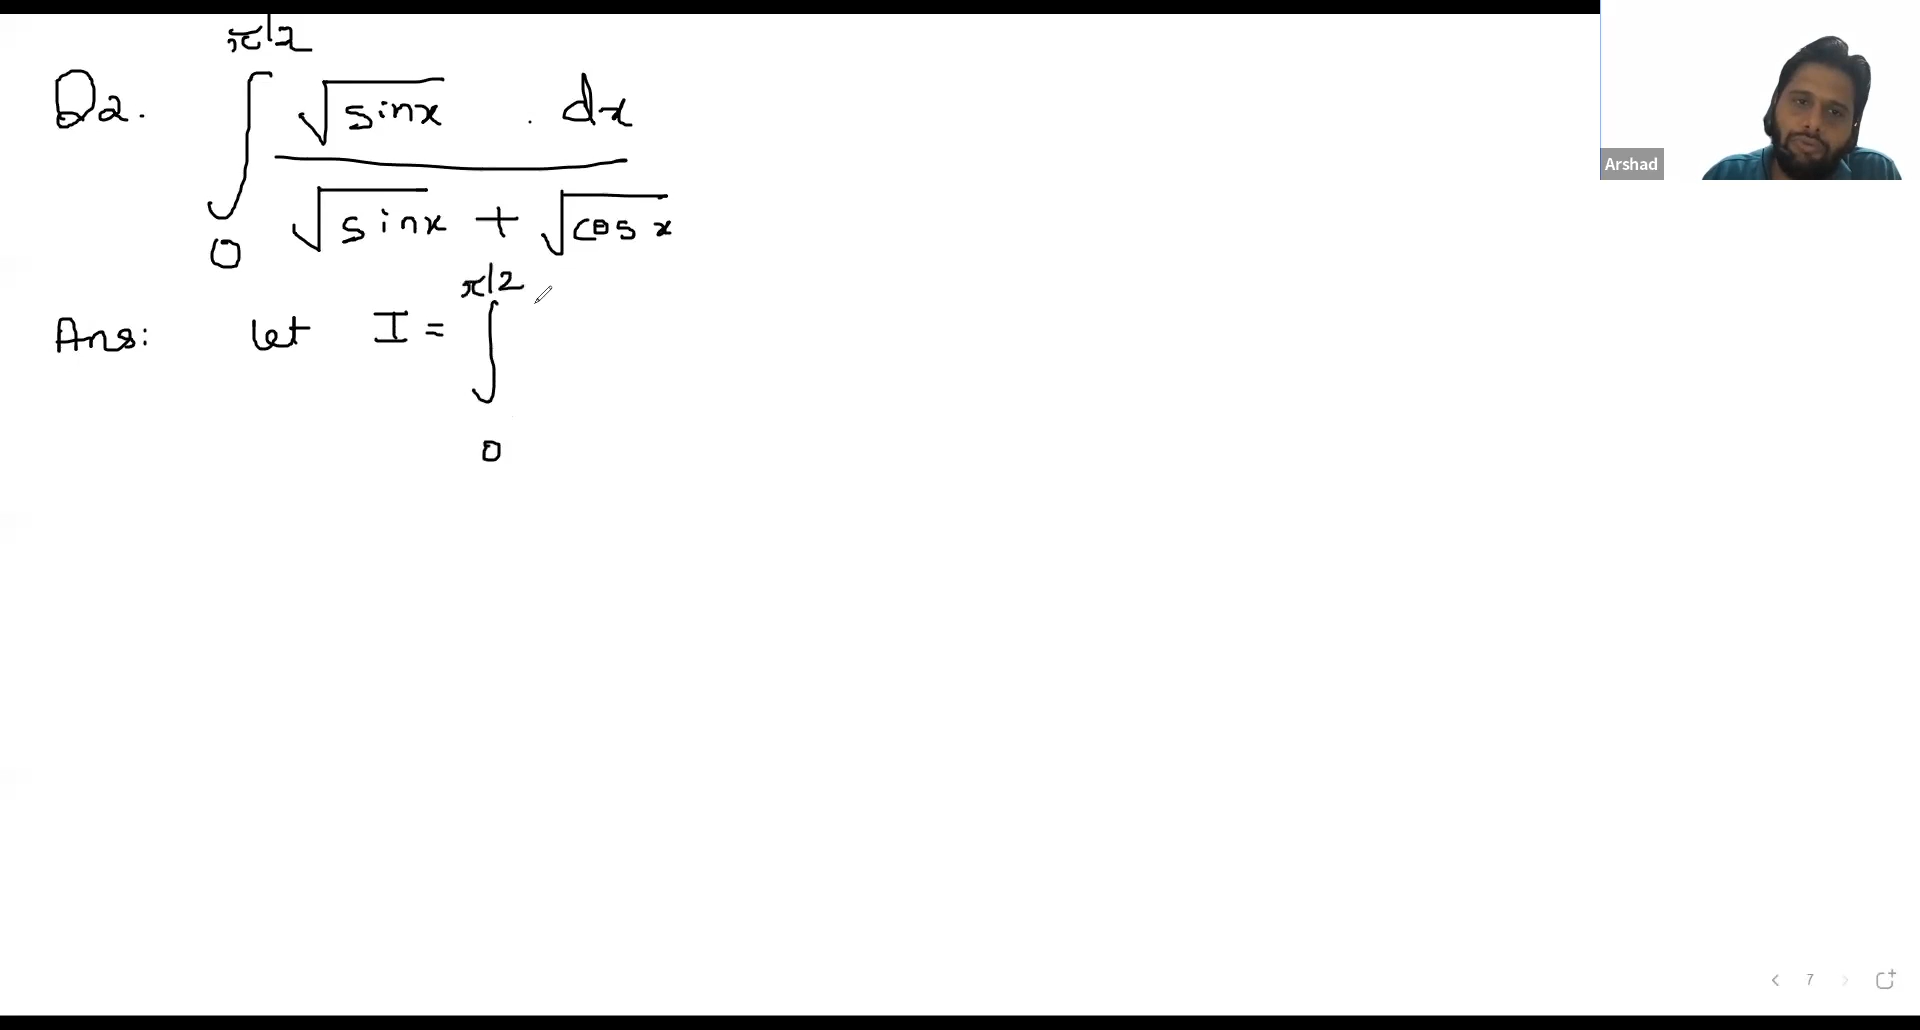 π/2
Q2. ∫ √sinx . dx
√sinx + √cos x
0
π/2
Ans: let I = ∫
0
Arshad
7